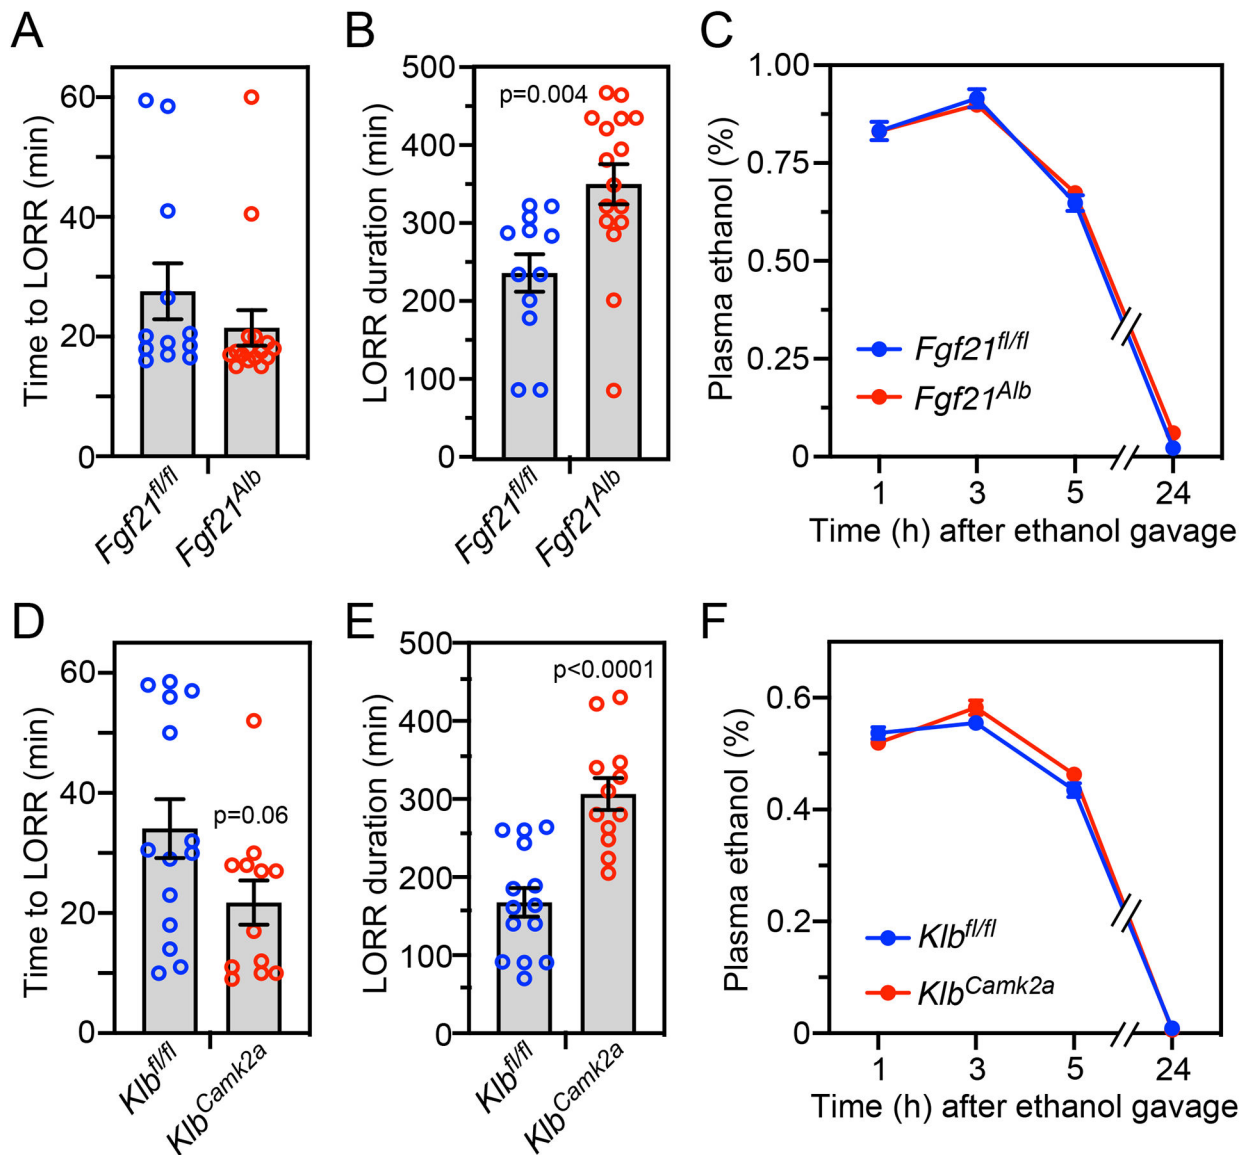 A
Time to LORR (min)
60
40
20
0
Fgf21fl/fl
Fgf21Alb
B
LORR duration (min)
500
400
300
200
100
0
p=0.004
Fgf21fl/fl
Fgf21Alb
C
Plasma ethanol (%)
1.00
0.75
0.50
0.25
0
Fgf21fl/fl
Fgf21Alb
1 3 5 24
Time (h) after ethanol gavage
D
Time to LORR (min)
60
40
20
0
p=0.06
Klbfl/fl
KlbCamk2a
E
LORR duration (min)
500
400
300
200
100
0
p<0.0001
Klbfl/fl
KlbCamk2a
F
Plasma ethanol (%)
0.6
0.4
0.2
0
Klbfl/fl
KlbCamk2a
1 3 5 24
Time (h) after ethanol gavage